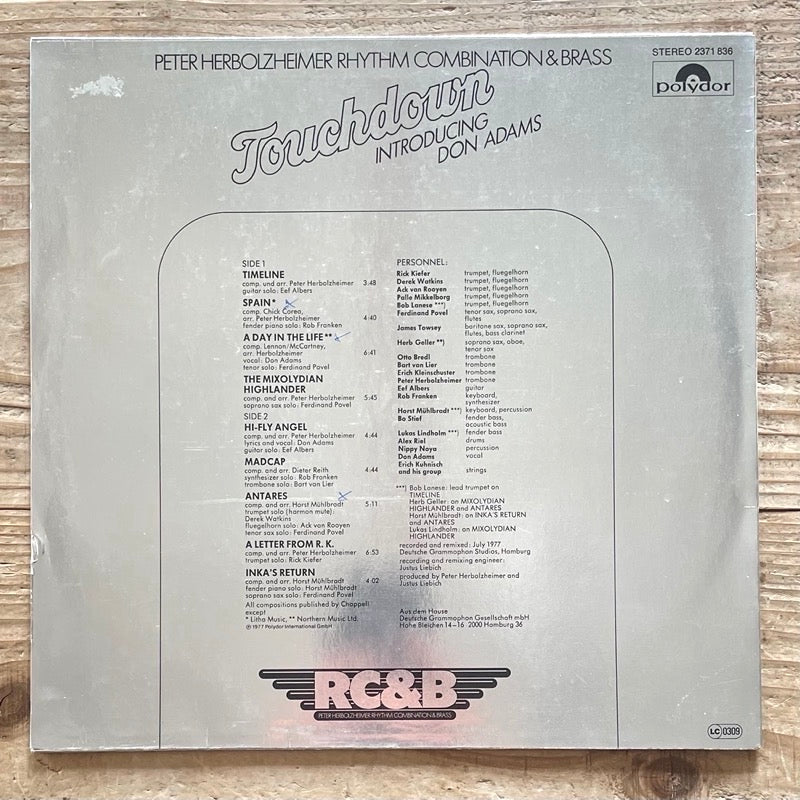 PETER HERBOLZHEIMER RHYTHM COMBINATION & BRASS
STEREO 2371 836
polydor
Touchdown
INTRODUCING
DON ADAMS
SIDE 1
TIMELINE
comp. und arr. Peter Herbolzheimer 3:48
guitar solo: Eef Albers
SPAIN*
comp. Chick Corea,
arr. Peter Herbolzheimer 4:40
fender piano solo: Rob Franken
A DAY IN THE LIFE**
comp. Lennon/McCartney,
arr. Herbolzheimer 6:41
vocal: Don Adams
tenor solo: Ferdinand Povel
THE MIXOLYDIAN
HIGHLANDER
comp. and arr. Peter Herbolzheimer 5:45
soprano sax solo: Ferdinand Povel
SIDE 2
HI-FLY ANGEL
comp. und arr. Peter Herbolzheimer 4:44
lyrics and vocal: Don Adams
guitar solo: Eef Albers
MADCAP
comp. and arr. Dieter Reith 4:44
synthesizer solo: Rob Franken
trombone solo: Bart van Lier
ANTARES
comp. and arr. Horst Mühlbradt 5:11
trumpet solo (harmon mute):
Derek Watkins
fluegelhorn solo: Ack van Rooyen
tenor sax solo: Ferdinand Povel
A LETTER FROM R. K.
comp. und arr. Peter Herbolzheimer 6:53
trumpet solo: Rick Kiefer
INKA'S RETURN
comp. and arr: Horst Mühlbradt 4:02
fender piano solo: Horst Mühlbradt
soprano sax solo: Ferdinand Povel
All compositions published by Chappell
except
* Litha Music, ** Northern Music Ltd.
℗ 1977 Polydor International GmbH
PERSONNEL:
Rick Kiefer trumpet, fluegelhorn
Derek Watkins trumpet, fluegelhorn
Ack van Rooyen trumpet, fluegelhorn
Palle Mikkelborg trumpet, fluegelhorn
Bob Lanese ***) trumpet, fluegelhorn
Ferdinand Povel tenor sax, soprano sax,
flutes
James Towsey baritone sax, soprano sax,
flutes, bass clarinet
Herb Geller **) soprano sax, oboe,
tenor sax
Otto Bredl trombone
Bart van Lier trombone
Erich Kleinschuster trombone
Peter Herbolzheimer trombone
Eef Albers guitar
Rob Franken keyboard,
synthesizer
Horst Mühlbradt ***) keyboard, percussion
Bo Stief fender bass,
acoustic bass
Lukas Lindholm ***) fender bass
Alex Riel drums
Nippy Noya percussion
Don Adams vocal
Erich Kuhnisch
and his group strings
***) Bob Lanese: lead trumpet on
TIMELINE
Herb Geller: on MIXOLYDIAN
HIGHLANDER and ANTARES
Horst Mühlbradt: on INKA'S RETURN
and ANTARES
Lukas Lindholm: on MIXOLYDIAN
HIGHLANDER
recorded and remixed: July 1977
Deutsche Grammophon Studios, Hamburg
recording and remixing engineer:
Justus Liebich
produced by Peter Herbolzheimer and
Justus Liebich
Aus dem Hause
Deutsche Grammophon Gesellschaft mbH
Hohe Bleichen 14–16 2000 Hamburg 36
RC&B
PETER HERBOLZHEIMER RHYTHM COMBINATION & BRASS
LC 0309